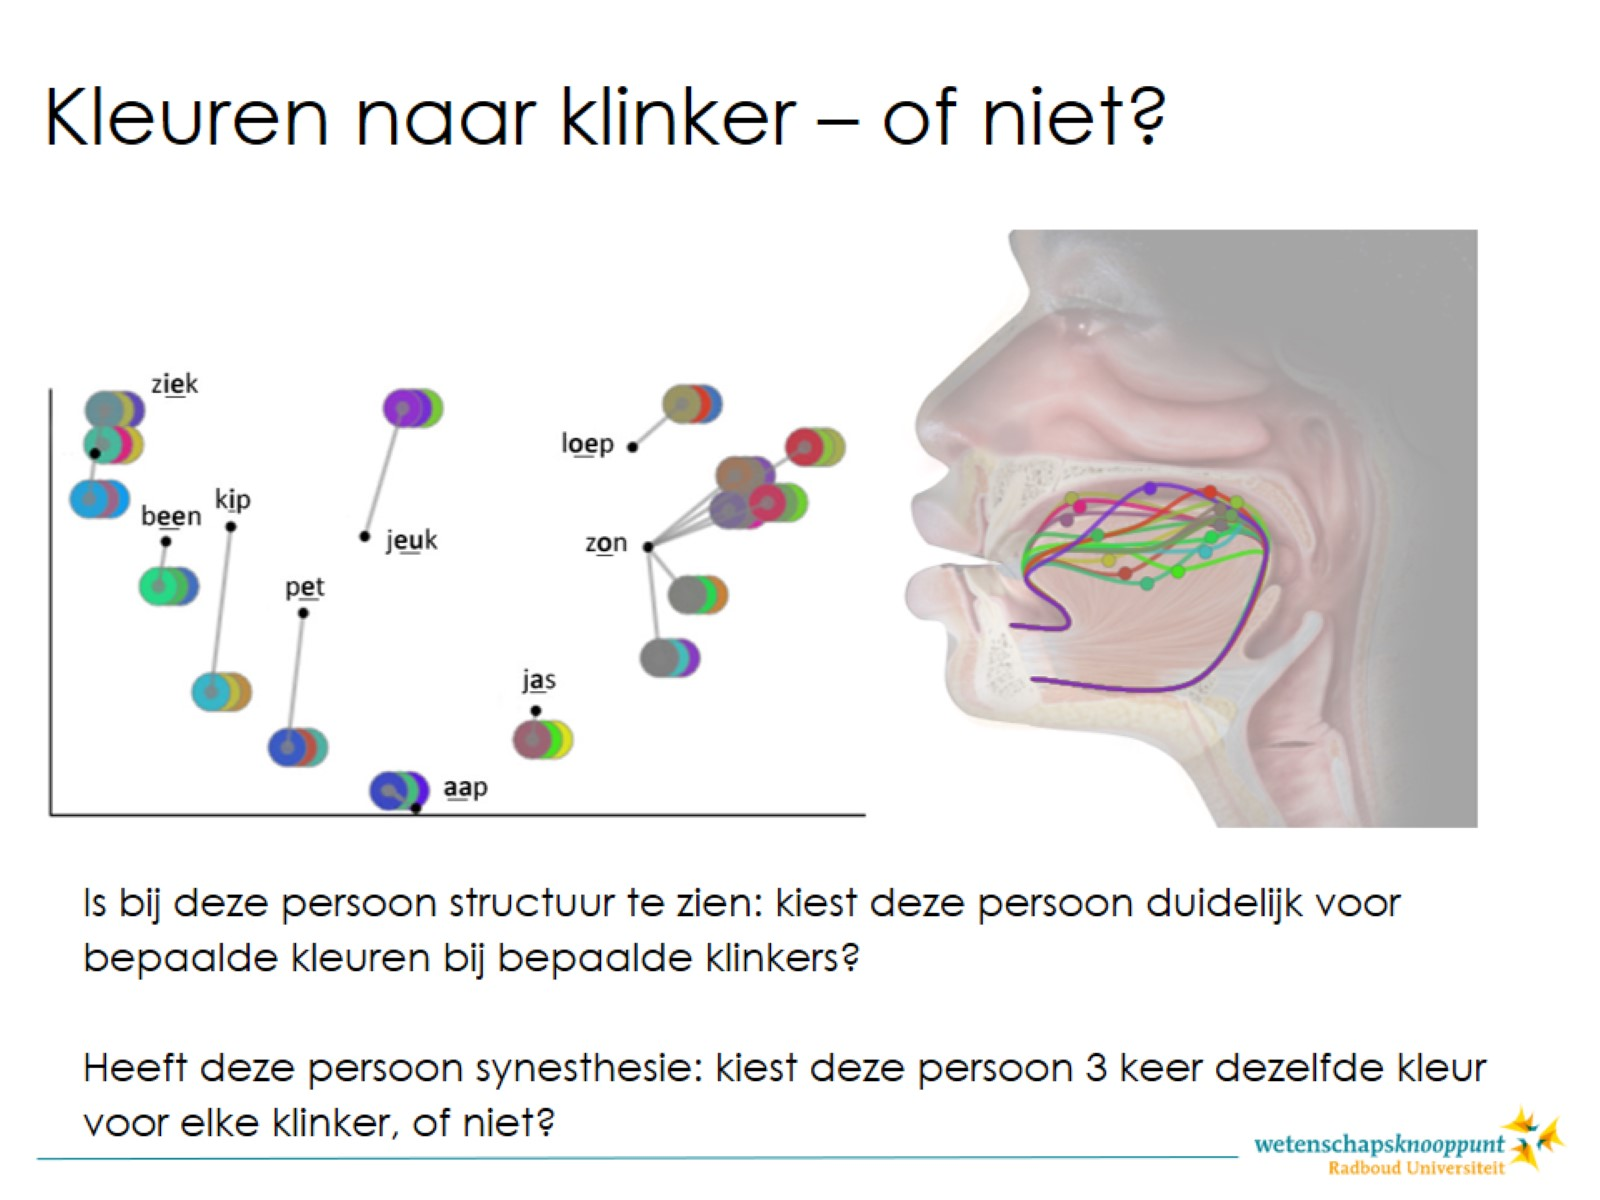 Kleuren naar klinker – of niet?
ziek
been
kip
pet
jeuk
loep
zon
jas
aap
Is bij deze persoon structuur te zien: kiest deze persoon duidelijk voor
bepaalde kleuren bij bepaalde klinkers?
Heeft deze persoon synesthesie: kiest deze persoon 3 keer dezelfde kleur
voor elke klinker, of niet?
wetenschapsknooppunt
Radboud Universiteit